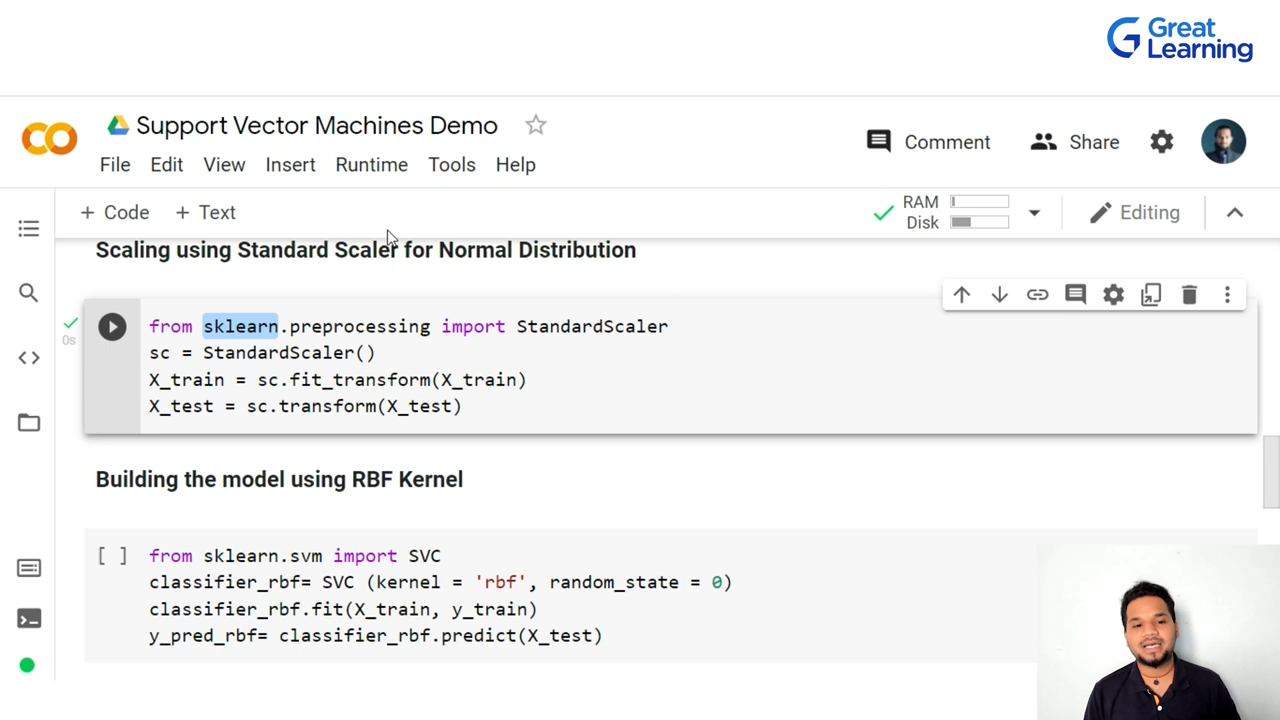 Great
Learning
Support Vector Machines Demo
File Edit View Insert Runtime Tools Help
Comment Share
+ Code + Text
RAM
Disk
Editing
Scaling using Standard Scaler for Normal Distribution
0s
from sklearn.preprocessing import StandardScaler
sc = StandardScaler()
X_train = sc.fit_transform(X_train)
X_test = sc.transform(X_test)
Building the model using RBF Kernel
[ ]
from sklearn.svm import SVC
classifier_rbf= SVC (kernel = 'rbf', random_state = 0)
classifier_rbf.fit(X_train, y_train)
y_pred_rbf= classifier_rbf.predict(X_test)